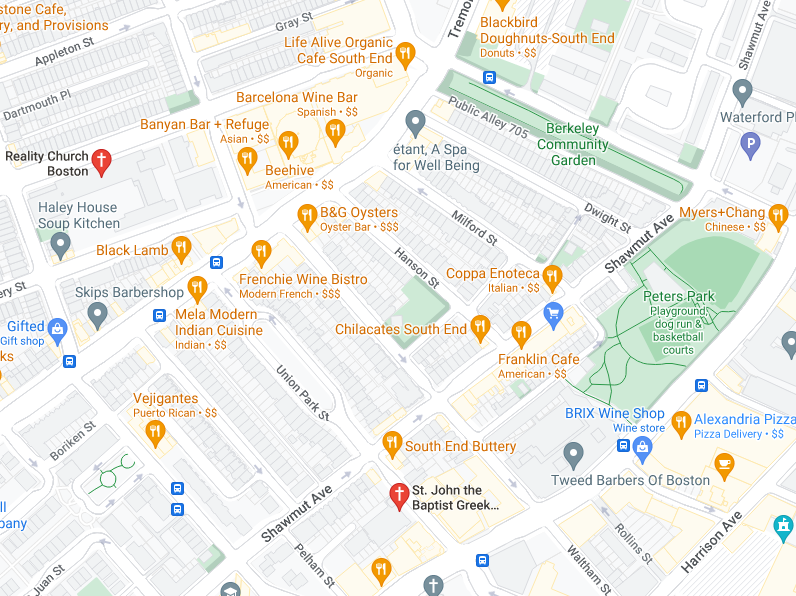 stone Cafe,
ry, and Provisions
Gray St
Tremo
Blackbird
Doughnuts-South End
Donuts • $$
Shawmut Ave
Appleton St
Life Alive Organic
Cafe South End
Organic
Dartmouth Pl
Barcelona Wine Bar
Spanish • $$
Public Alley 705
Waterford Pl
Banyan Bar + Refuge
Asian • $$
Berkeley
Community
Garden
P
étant, A Spa
for Well Being
Reality Church
Boston
Beehive
American • $$
Haley House
Soup Kitchen
B&G Oysters
Oyster Bar • $$$
Milford St
Dwight St
Shawmut Ave
Myers+Chang
Chinese • $$
Black Lamb
Hanson St
Coppa Enoteca
Italian • $$
ery St
Skips Barbershop
Frenchie Wine Bistro
Modern French • $$$
Peters Park
Playground,
dog run &
basketball
courts
Mela Modern
Indian Cuisine
Indian • $$
Gifted
Gift shop
ks
Chilacates South End
Franklin Cafe
American • $$
Union Park St
Vejigantes
Puerto Rican • $$
BRIX Wine Shop
Wine store
Alexandria Pizza
Pizza Delivery • $$
Boriken St
South End Buttery
Tweed Barbers Of Boston
St. John the
Baptist Greek...
Shawmut Ave
ll
pany
Rollins St
Harrison Ave
Pelham St
Waltham St
Juan St